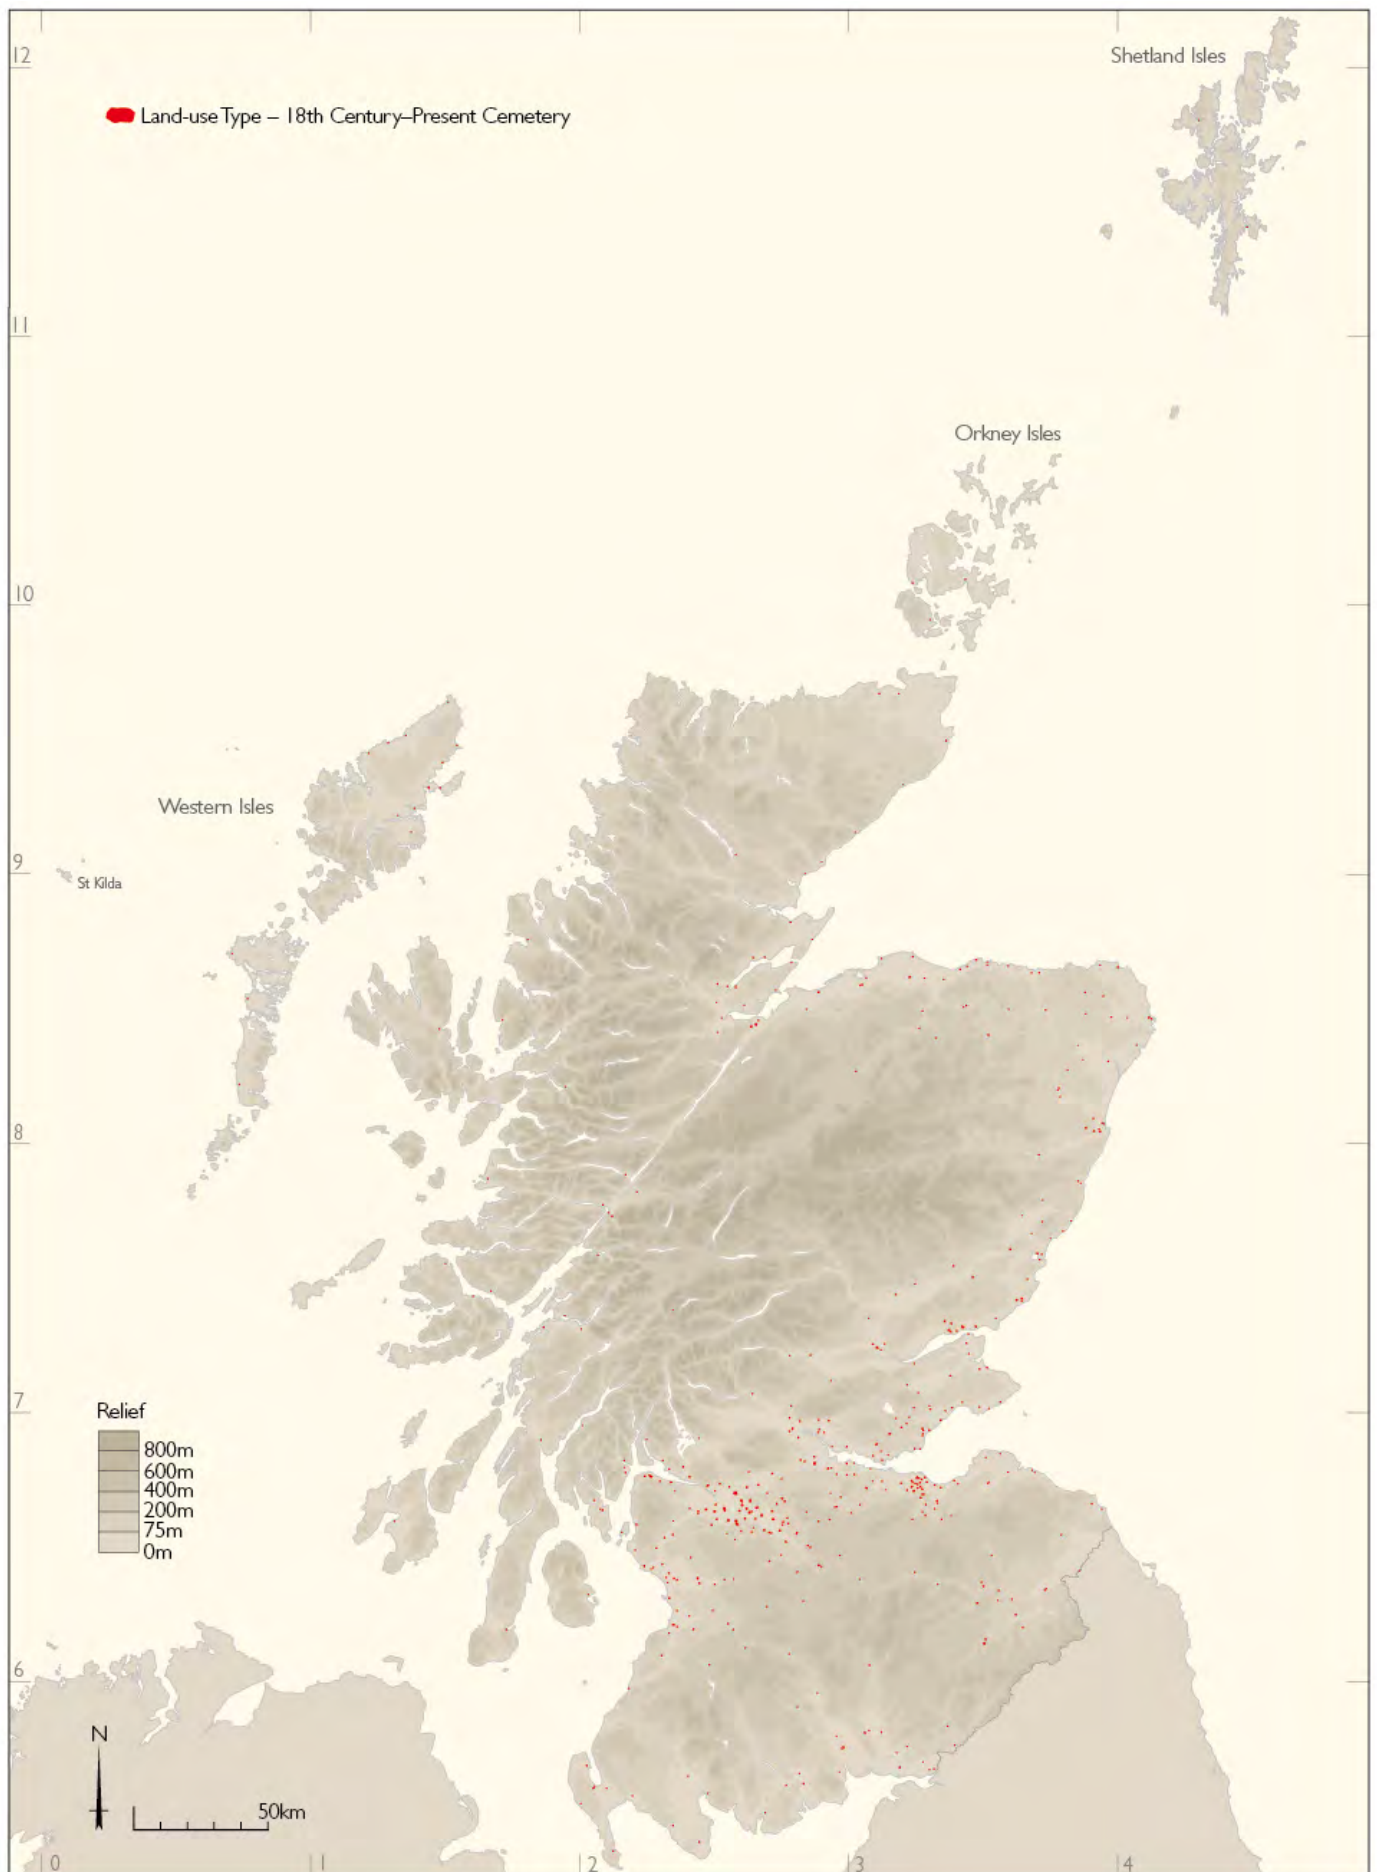 12
Shetland Isles
Land-use Type – 18th Century–Present Cemetery
11
Orkney Isles
10
Western Isles
9
St Kilda
8
7
Relief
800m
600m
400m
200m
75m
0m
6
N
50km
0
1
2
3
4